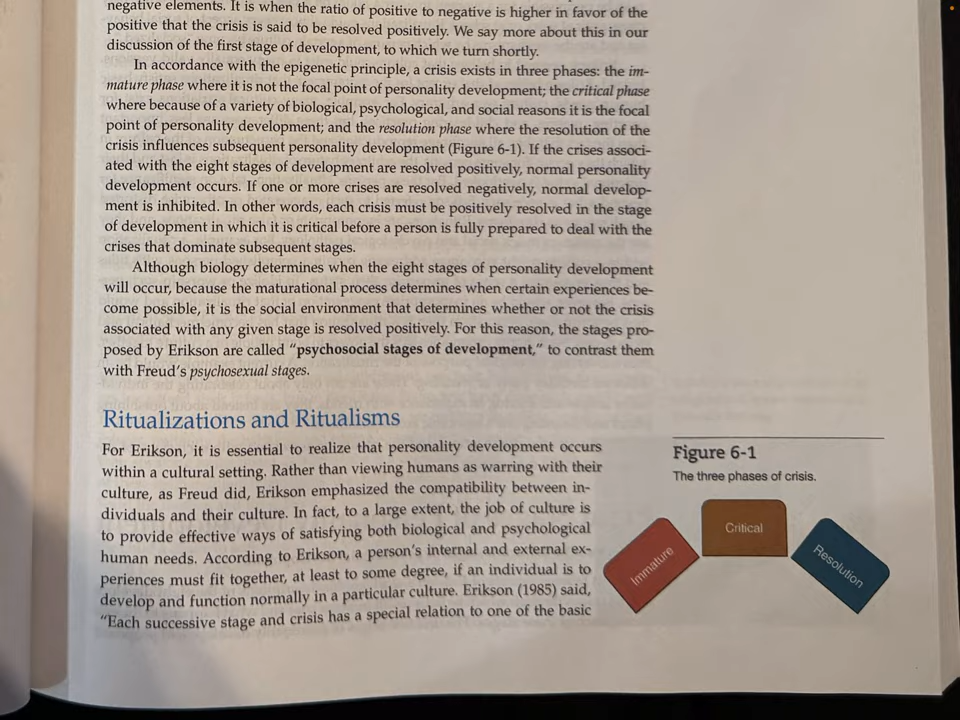 negative elements. It is when the ratio of positive to negative is higher in favor of the
positive that the crisis is said to be resolved positively. We say more about this in our
discussion of the first stage of development, to which we turn shortly.
In accordance with the epigenetic principle, a crisis exists in three phases: the im-
mature phase where it is not the focal point of personality development; the critical phase
where because of a variety of biological, psychological, and social reasons it is the focal
point of personality development; and the resolution phase where the resolution of the
crisis influences subsequent personality development (Figure 6-1). If the crises associ-
ated with the eight stages of development are resolved positively, normal personality
development occurs. If one or more crises are resolved negatively, normal develop-
ment is inhibited. In other words, each crisis must be positively resolved in the stage
of development in which it is critical before a person is fully prepared to deal with the
crises that dominate subsequent stages.
Although biology determines when the eight stages of personality development
will occur, because the maturational process determines when certain experiences be-
come possible, it is the social environment that determines whether or not the crisis
associated with any given stage is resolved positively. For this reason, the stages pro-
posed by Erikson are called “psychosocial stages of development,” to contrast them
with Freud’s psychosexual stages.
Ritualizations and Ritualisms
For Erikson, it is essential to realize that personality development occurs
within a cultural setting. Rather than viewing humans as warring with their
culture, as Freud did, Erikson emphasized the compatibility between in-
dividuals and their culture. In fact, to a large extent, the job of culture is
to provide effective ways of satisfying both biological and psychological
human needs. According to Erikson, a person’s internal and external ex-
periences must fit together, at least to some degree, if an individual is to
develop and function normally in a particular culture. Erikson (1985) said,
“Each successive stage and crisis has a special relation to one of the basic
Figure 6-1
The three phases of crisis.
Immature
Critical
Resolution